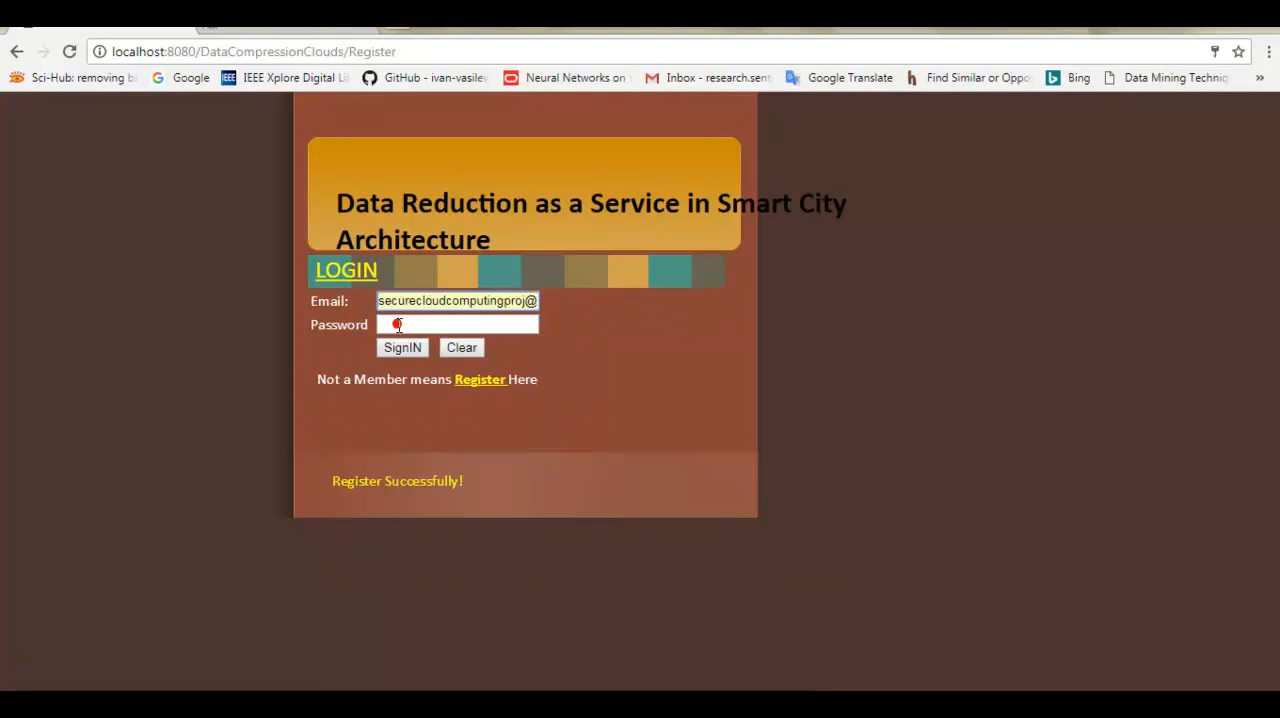 localhost:8080/DataCompressionClouds/Register
Sci-Hub: removing b Google IEEE IEEE Xplore Digital Li GitHub - ivan-vasilev Neural Networks on Inbox - research.sent Google Translate h Find Similar or Oppo b Bing Data Mining Techniq »
Data Reduction as a Service in Smart City
Architecture
LOGIN
Email: securecloudcomputingproj@
Password
SignIN Clear
Not a Member means Register Here
Register Successfully!